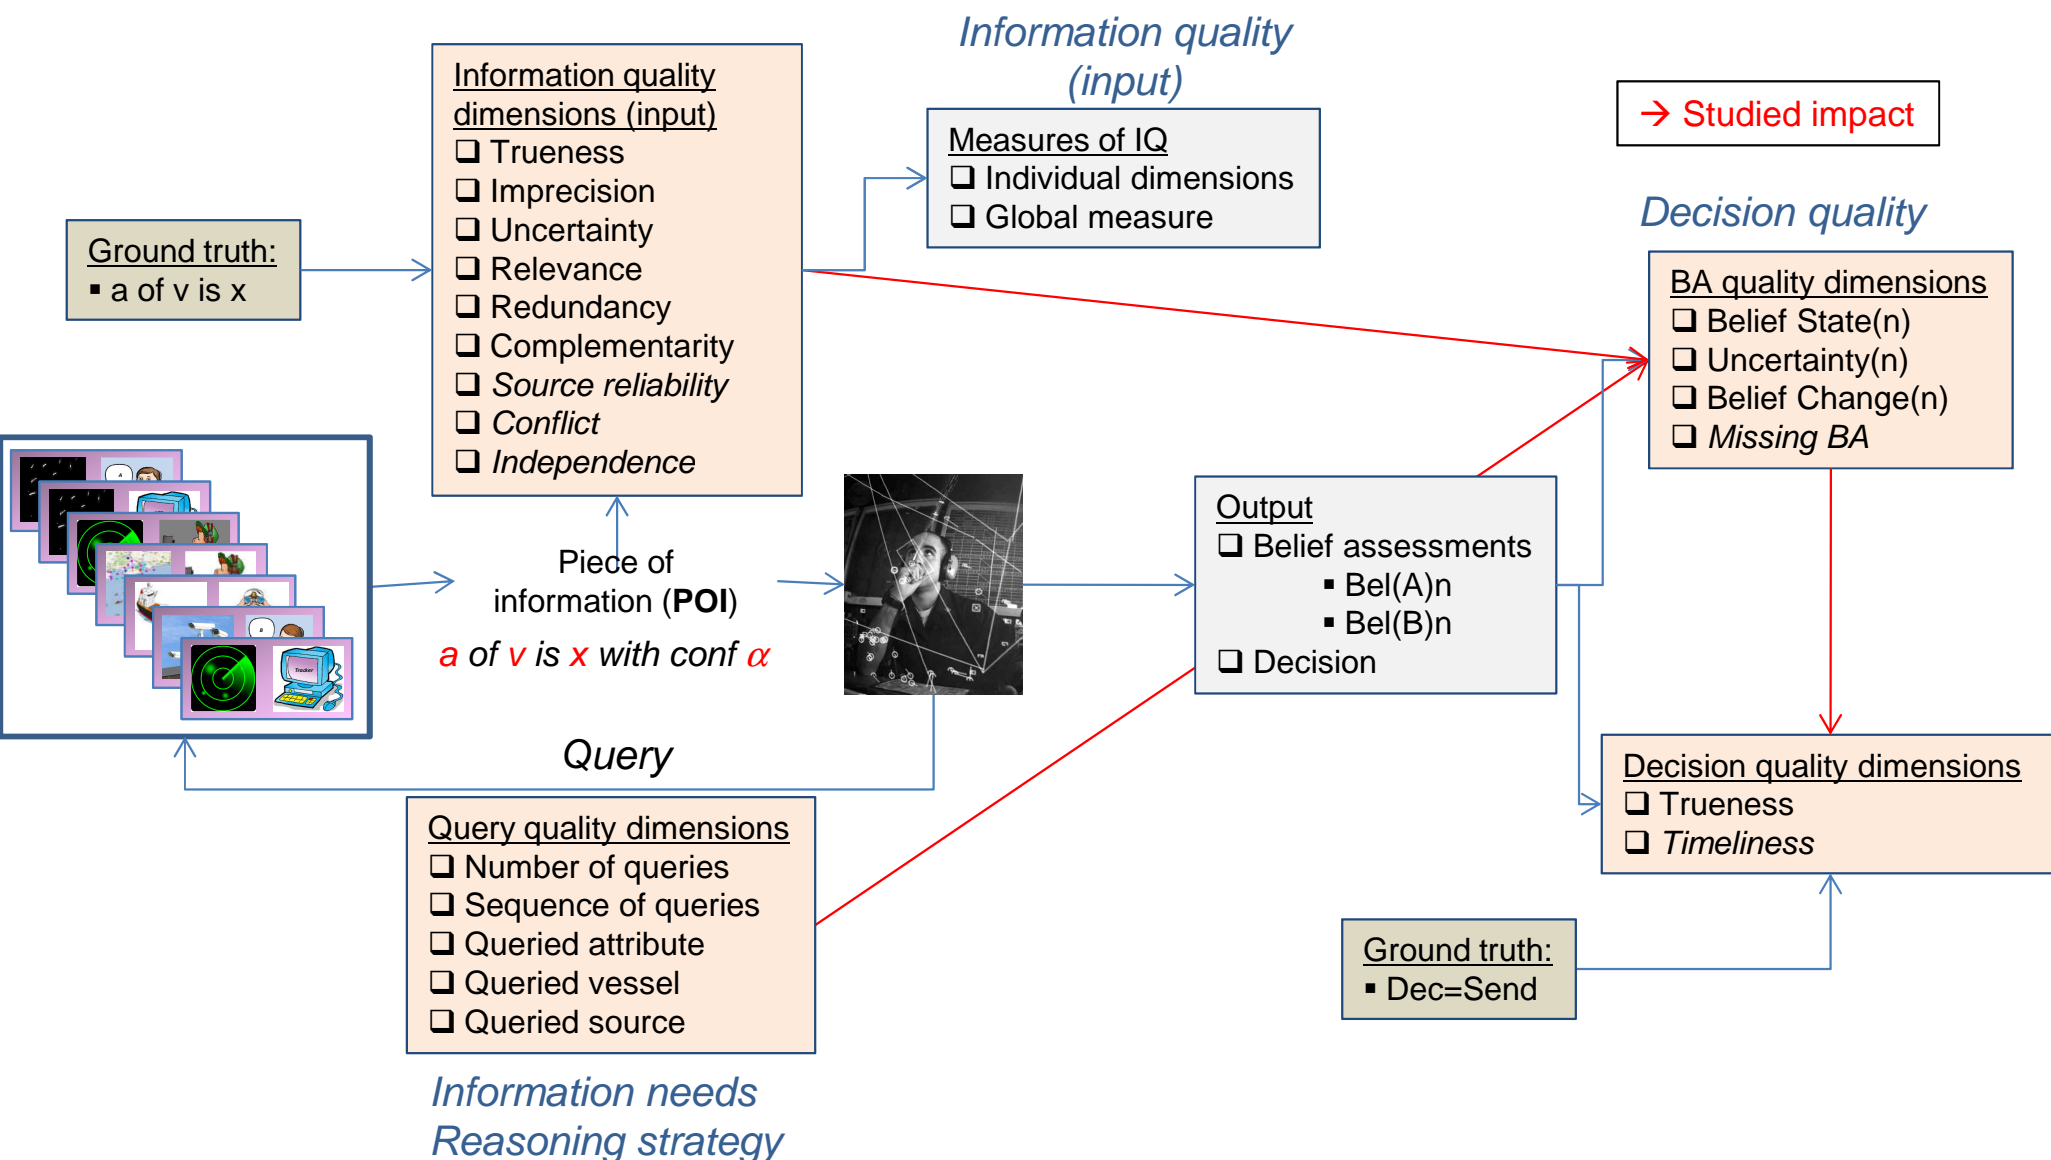 Information quality
(input)
Information quality
dimensions (input)
❑ Trueness
❑ Imprecision
❑ Uncertainty
❑ Relevance
❑ Redundancy
❑ Complementarity
❑ Source reliability
❑ Conflict
❑ Independence
Measures of IQ
❑ Individual dimensions
❑ Global measure
→ Studied impact
Decision quality
Ground truth:
▪ a of v is x
BA quality dimensions
❑ Belief State(n)
❑ Uncertainty(n)
❑ Belief Change(n)
❑ Missing BA
A
B
Tracker
Piece of
information (POI)
a of v is x with conf α
Output
❑ Belief assessments
▪ Bel(A)n
▪ Bel(B)n
❑ Decision
Query
Decision quality dimensions
❑ Trueness
❑ Timeliness
Query quality dimensions
❑ Number of queries
❑ Sequence of queries
❑ Queried attribute
❑ Queried vessel
❑ Queried source
Ground truth:
▪ Dec=Send
Information needs
Reasoning strategy